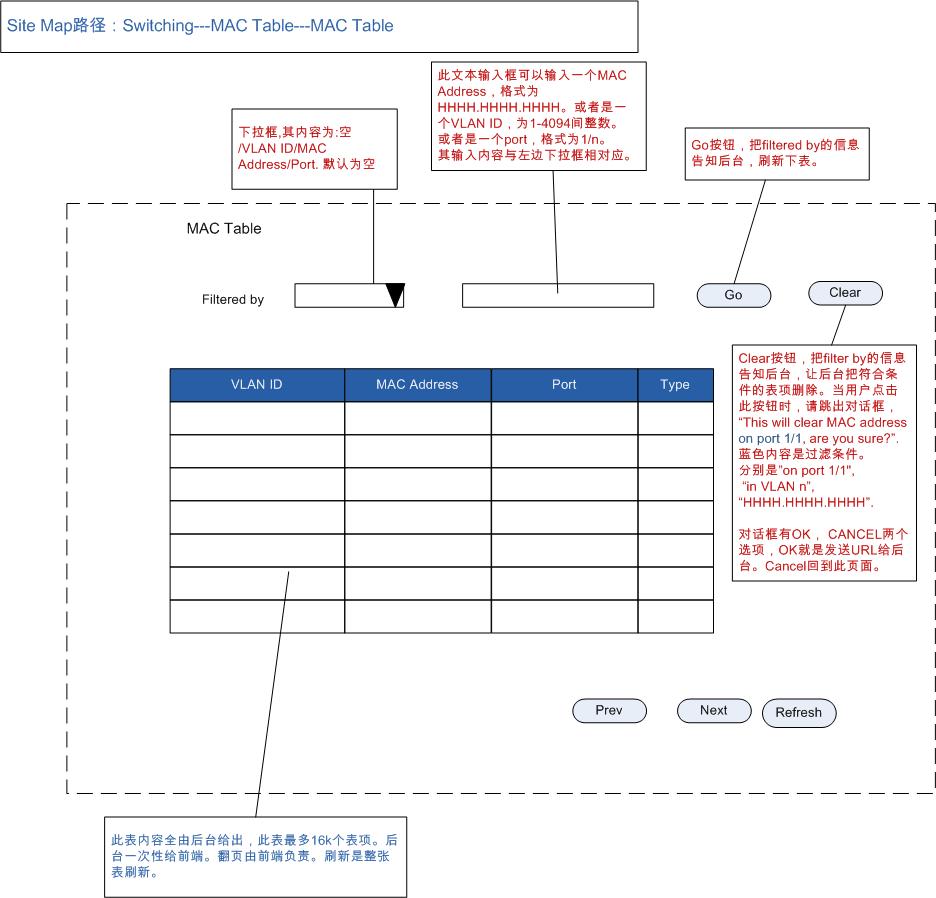 Site Map路径：Switching---MAC Table---MAC Table
此文本输入框可以输入一个MAC
Address，格式为
HHHH.HHHH.HHHH。或者是一
个VLAN ID，为1-4094间整数。
或者是一个port，格式为1/n。
其输入内容与左边下拉框相对应。
下拉框,其内容为:空
/VLAN ID/MAC
Address/Port. 默认为空
Go按钮，把filtered by的信息
告知后台，刷新下表。
MAC Table
Filtered by
Go
Clear
Clear按钮，把filter by的信息
告知后台，让后台把符合条
件的表项删除。当用户点击
此按钮时，请跳出对话框，
“This will clear MAC address
on port 1/1, are you sure?”.
蓝色内容是过滤条件。
分别是”on port 1/1",
“in VLAN n”,
“HHHH.HHHH.HHHH”.
对话框有OK， CANCEL两个
选项，OK就是发送URL给后
台。Cancel回到此页面。
VLAN ID
MAC Address
Port
Type
Prev
Next
Refresh
此表内容全由后台给出，此表最多16k个表项。后
台一次性给前端。翻页由前端负责。刷新是整张
表刷新。